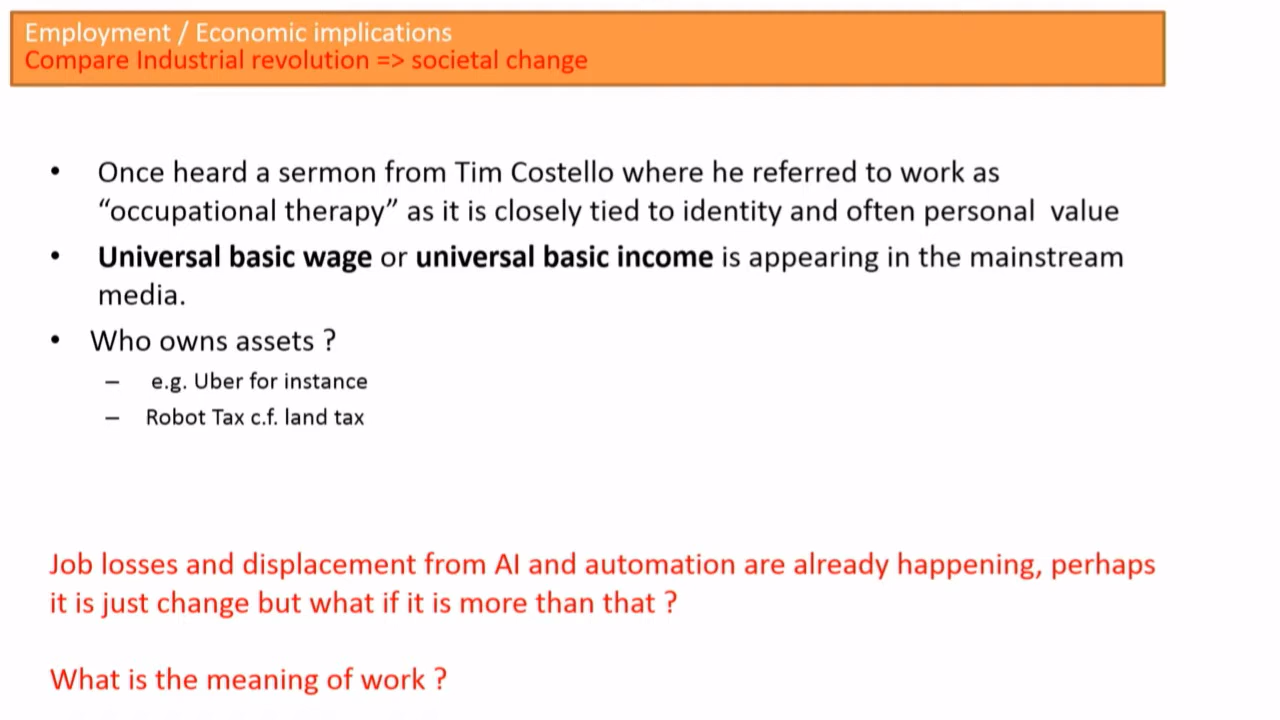 Employment / Economic implications
Compare Industrial revolution => societal change
• Once heard a sermon from Tim Costello where he referred to work as
“occupational therapy” as it is closely tied to identity and often personal value
• Universal basic wage or universal basic income is appearing in the mainstream
media.
• Who owns assets ?
– e.g. Uber for instance
– Robot Tax c.f. land tax
Job losses and displacement from AI and automation are already happening, perhaps
it is just change but what if it is more than that ?
What is the meaning of work ?